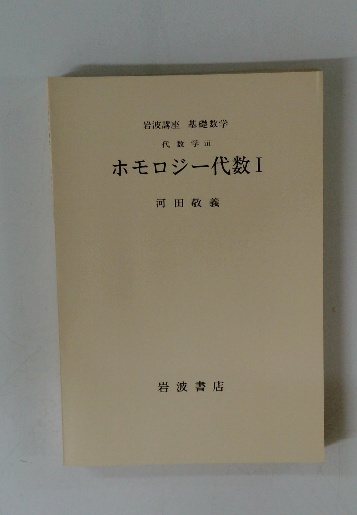 岩波講座 基礎数学
代数学 iii
ホモロジー代数 I
河田敬義
岩波書店